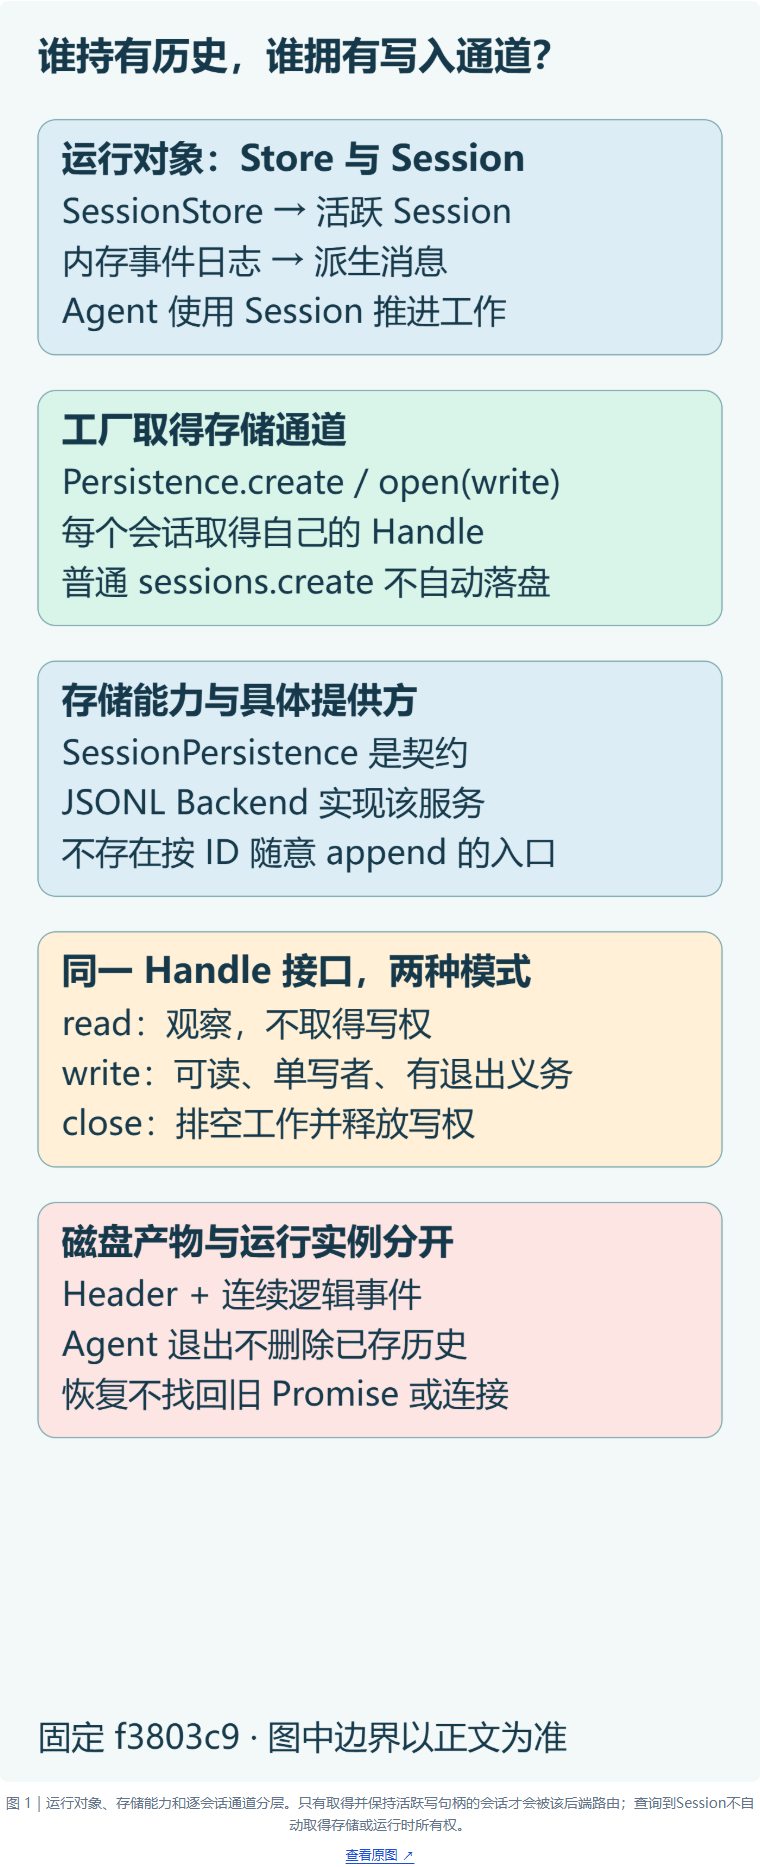 谁持有历史，谁拥有写入通道？
运行对象：Store 与 Session
SessionStore → 活跃 Session
内存事件日志 → 派生消息
Agent 使用 Session 推进工作
工厂取得存储通道
Persistence.create / open(write)
每个会话取得自己的 Handle
普通 sessions.create 不自动落盘
存储能力与具体提供方
SessionPersistence 是契约
JSONL Backend 实现该服务
不存在按 ID 随意 append 的入口
同一 Handle 接口，两种模式
read：观察，不取得写权
write：可读、单写者、有退出义务
close：排空工作并释放写权
磁盘产物与运行实例分开
Header + 连续逻辑事件
Agent 退出不删除已存历史
恢复不找回旧 Promise 或连接
固定 f3803c9 · 图中边界以正文为准
图 1｜运行对象、存储能力和逐会话通道分层。只有取得并保持活跃写句柄的会话才会被该后端路由；查询到Session不自
动取得存储或运行时所有权。
查看原图 ↗